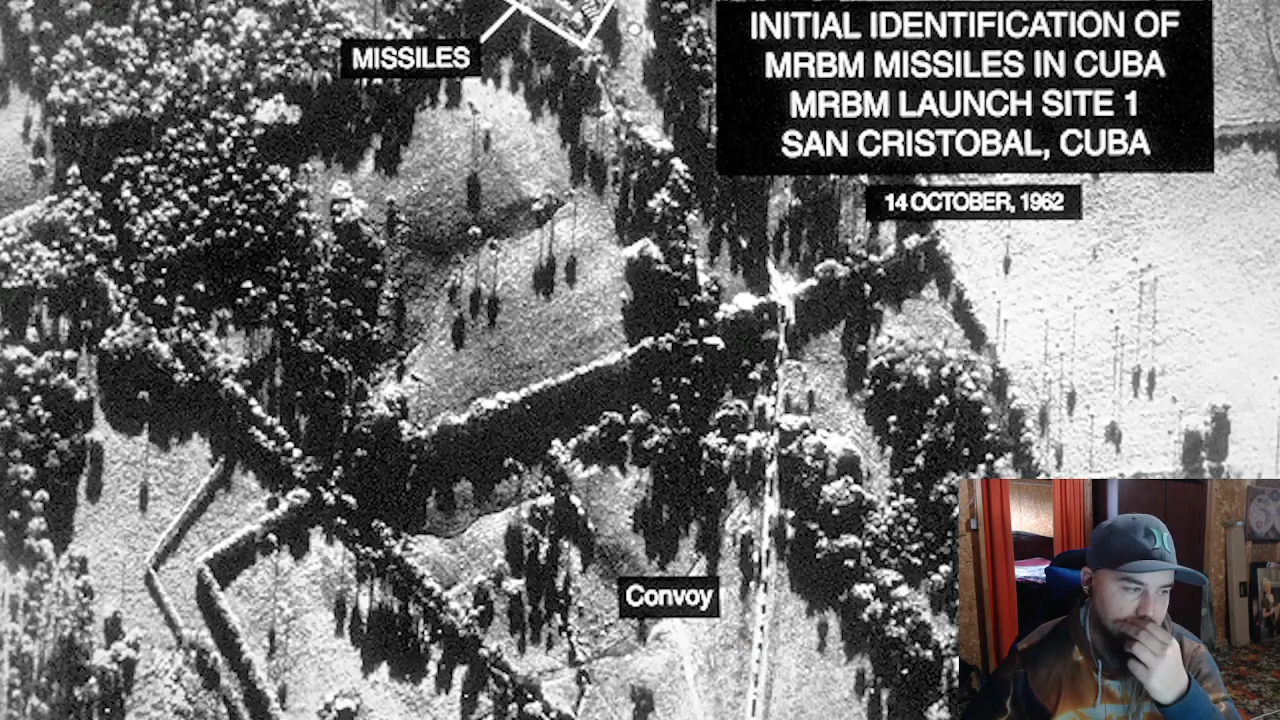 MISSILES
INITIAL IDENTIFICATION OF
MRBM MISSILES IN CUBA
MRBM LAUNCH SITE 1
SAN CRISTOBAL, CUBA
14 OCTOBER, 1962
Convoy